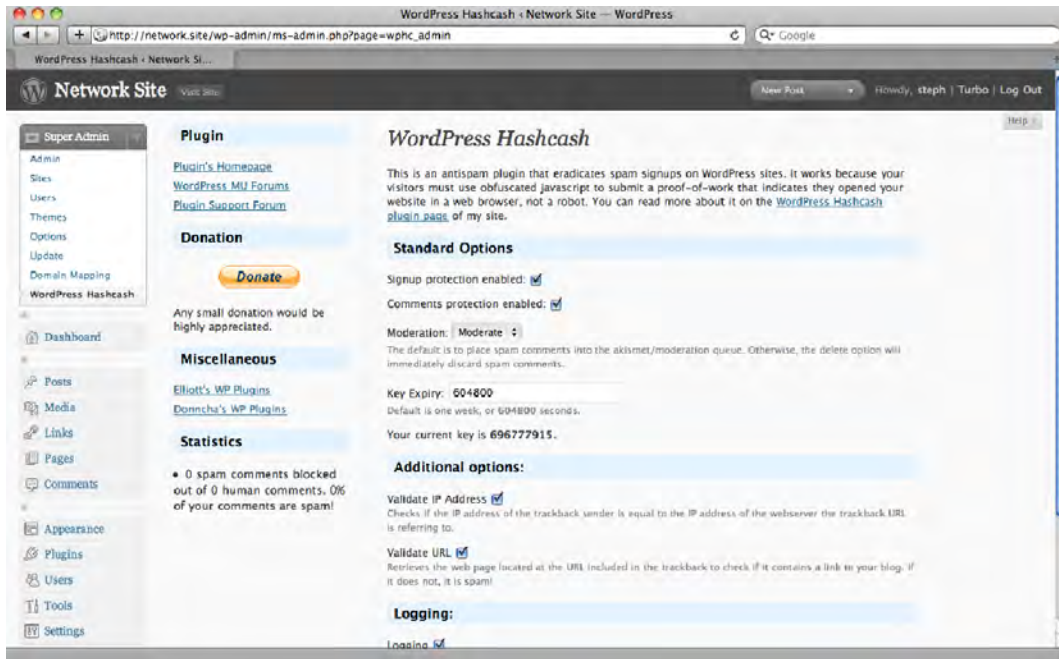 WordPress Hashcash ‹ Network Site — WordPress
http://network.site/wp-admin/ms-admin.php?page=wphc_admin
Google
WordPress Hashcash ‹ Network Si...
Network Site
Visit Site
New Post
Howdy, steph | Turbo | Log Out
Help
Super Admin
Admin
Sites
Users
Themes
Options
Update
Domain Mapping
WordPress Hashcash
Dashboard
Posts
Media
Links
Pages
Comments
Appearance
Plugins
Users
Tools
Settings
Plugin
Plugin's Homepage
WordPress MU Forums
Plugin Support Forum
Donation
Donate
Any small donation would be
highly appreciated.
Miscellaneous
Elliott's WP Plugins
Donncha's WP Plugins
Statistics
• 0 spam comments blocked
out of 0 human comments. 0%
of your comments are spam!
WordPress Hashcash
This is an antispam plugin that eradicates spam signups on WordPress sites. It works because your
visitors must use obfuscated javascript to submit a proof-of-work that indicates they opened your
website in a web browser, not a robot. You can read more about it on the WordPress Hashcash
plugin page of my site.
Standard Options
Signup protection enabled:
Comments protection enabled:
Moderation: Moderate
The default is to place spam comments into the akismet/moderation queue. Otherwise, the delete option will
immediately discard spam comments.
Key Expiry: 604800
Default is one week, or 604800 seconds.
Your current key is 696777915.
Additional options:
Validate IP Address
Checks if the IP address of the trackback sender is equal to the IP address of the webserver the trackback URL
is referring to.
Validate URL
Retrieves the web page located at the URL included in the trackback to check if it contains a link to your blog. If
it does not, it is spam!
Logging:
Logging